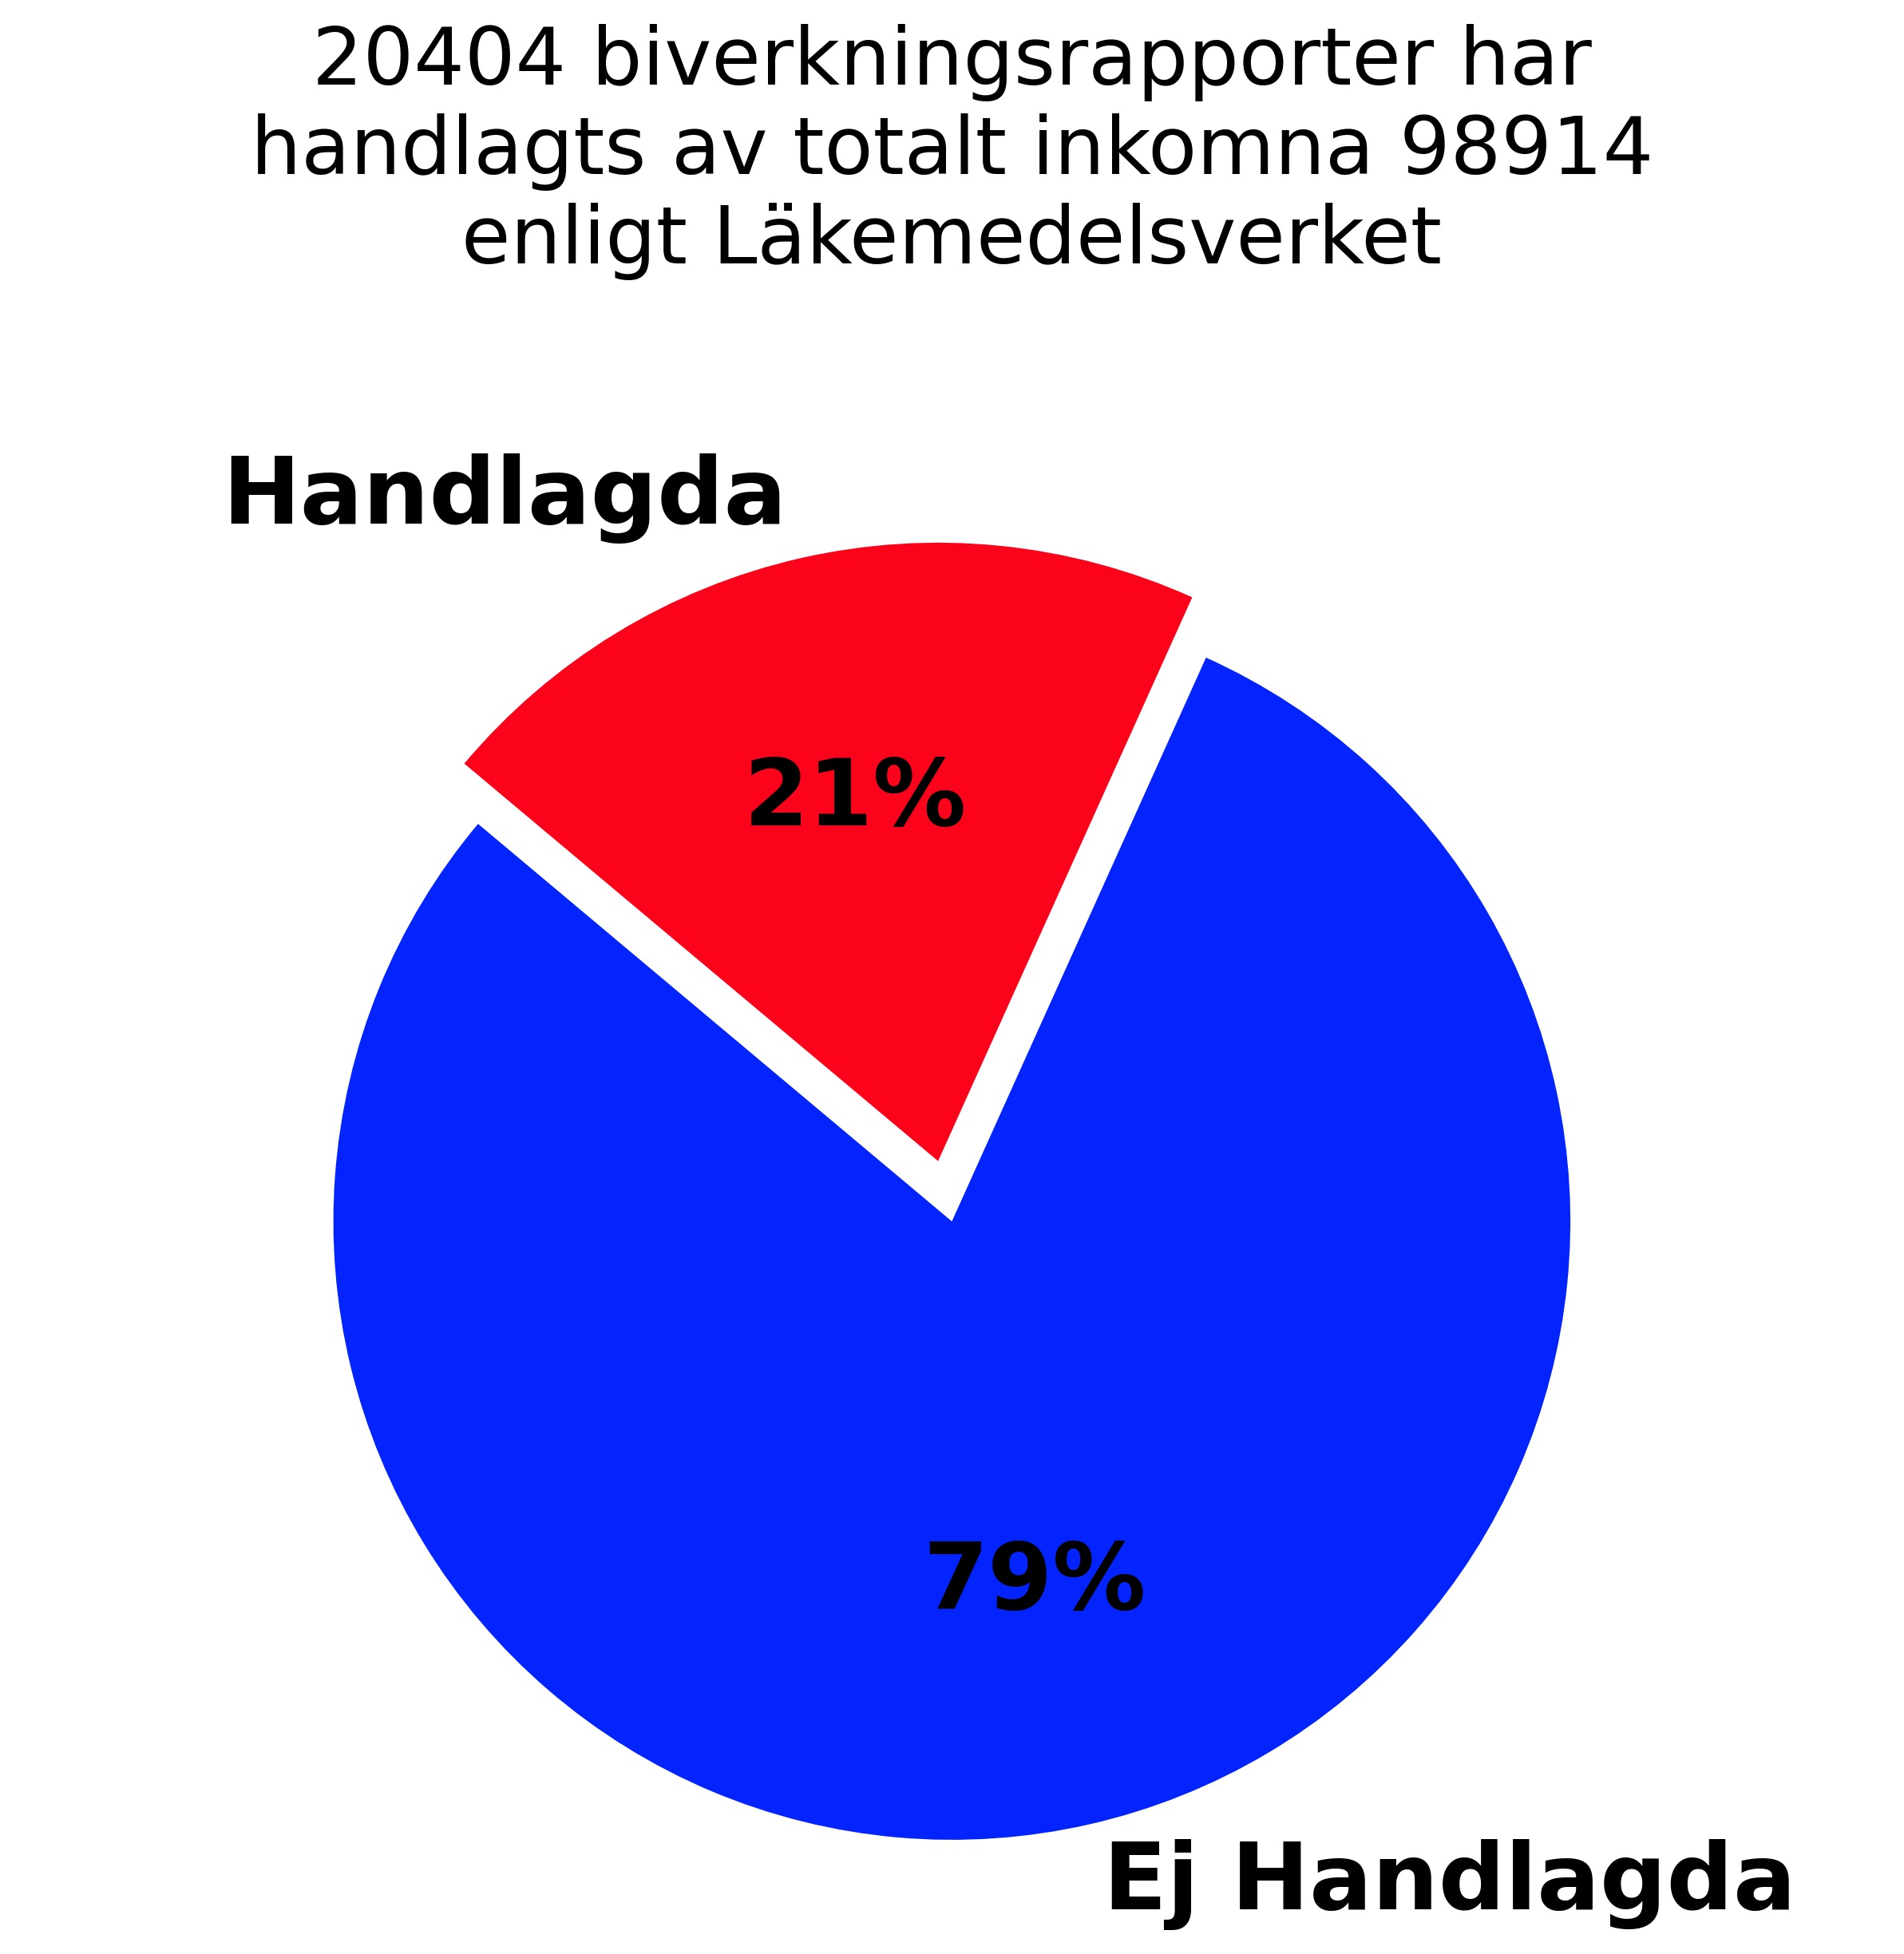 20404 biverkningsrapporter har
handlagts av totalt inkomna 98914
enligt Läkemedelsverket
Handlagda
21%
79%
Ej Handlagda